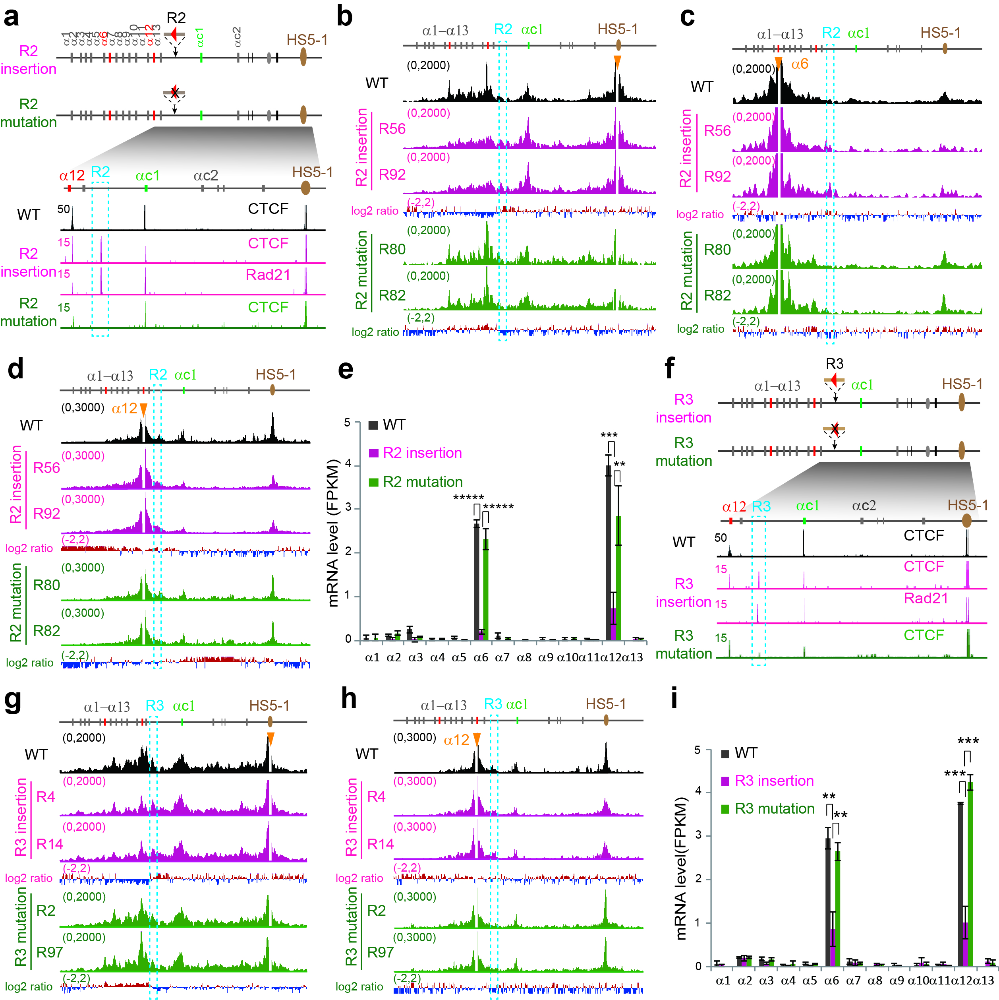 a
α1
α2
α3
α4
α5
α6
α7
α8
α9
α10
α11
α12
α13
R2
αc1
αc2
HS5-1
R2
insertion
R2
mutation
α12
R2
αc1
αc2
HS5-1
WT
50
CTCF
R2
insertion
15
CTCF
15
Rad21
R2
mutation
15
CTCF
b
α1–α13
R2
αc1
HS5-1
WT
(0,2000)
R2 insertion
R56
(0,2000)
R92
(0,2000)
log2 ratio
(-2,2)
R2 mutation
R80
(0,2000)
R82
(0,2000)
log2 ratio
(-2,2)
c
α1–α13
R2
αc1
HS5-1
WT
(0,2000)
α6
R2 insertion
R56
(0,2000)
R92
(0,2000)
log2 ratio
(-2,2)
R2 mutation
R80
(0,2000)
R82
(0,2000)
log2 ratio
(-2,2)
d
α1–α13
R2
αc1
HS5-1
WT
(0,3000)
α12
R2 insertion
R56
(0,3000)
R92
(0,3000)
log2 ratio
(-2,2)
R2 mutation
R80
(0,3000)
R82
(0,3000)
log2 ratio
(-2,2)
e
mRNA level (FPKM)
5
4
3
2
1
0
WT
R2 insertion
R2 mutation
*****
*****
***
**
α1 α2 α3 α4 α5 α6 α7 α8 α9 α10 α11 α12 α13
f
R3
α1–α13
αc1
HS5-1
R3
insertion
R3
mutation
α12
R3
αc1
αc2
HS5-1
WT
50
CTCF
R3
insertion
15
CTCF
15
Rad21
R3
mutation
15
CTCF
g
α1–α13
R3
αc1
HS5-1
WT
(0,2000)
R3 insertion
R4
(0,2000)
R14
(0,2000)
log2 ratio
(-2,2)
R3 mutation
R2
(0,2000)
R97
(0,2000)
log2 ratio
(-2,2)
h
α1–α13
R3
αc1
HS5-1
WT
(0,3000)
α12
R3 insertion
R4
(0,3000)
R14
(0,3000)
log2 ratio
(-2,2)
R3 mutation
R2
(0,3000)
R97
(0,3000)
log2 ratio
(-2,2)
i
mRNA level(FPKM)
5
4
3
2
1
0
WT
R3 insertion
R3 mutation
**
**
***
***
α1 α2 α3 α4 α5 α6 α7 α8 α9 α10 α11 α12 α13